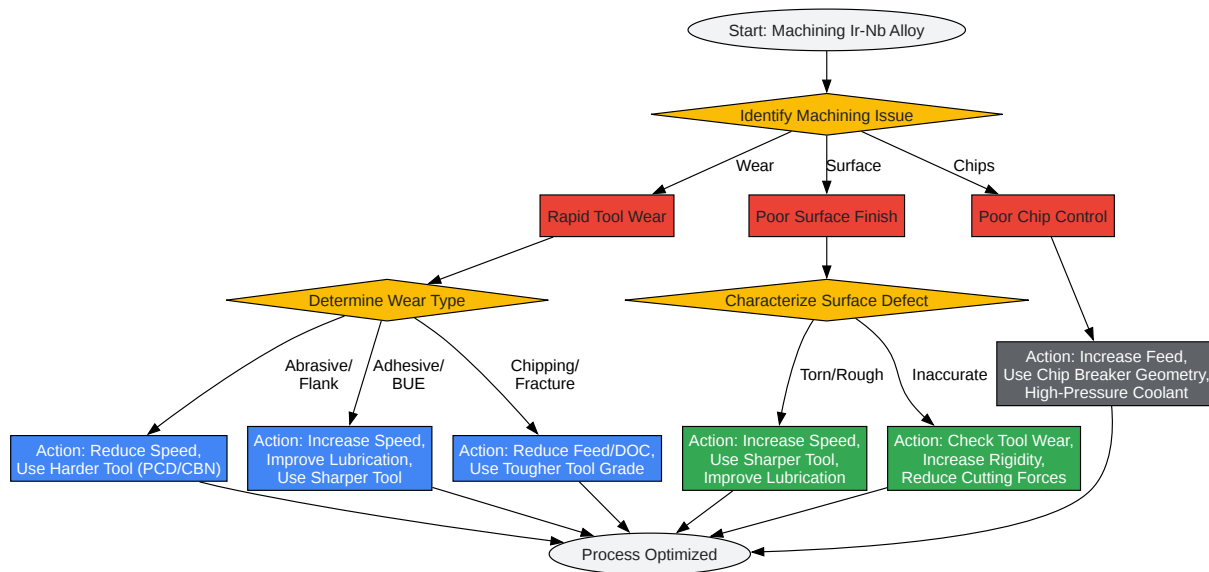 Start: Machining Ir-Nb Alloy
Identify Machining Issue
Wear
Surface
Chips
Rapid Tool Wear
Poor Surface Finish
Poor Chip Control
Determine Wear Type
Characterize Surface Defect
Abrasive/
Flank
Adhesive/
BUE
Chipping/
Fracture
Torn/Rough
Inaccurate
Action: Increase Feed,
Use Chip Breaker Geometry,
High-Pressure Coolant
Action: Reduce Speed,
Use Harder Tool (PCD/CBN)
Action: Increase Speed,
Improve Lubrication,
Use Sharper Tool
Action: Reduce Feed/DOC,
Use Tougher Tool Grade
Action: Increase Speed,
Use Sharper Tool,
Improve Lubrication
Action: Check Tool Wear,
Increase Rigidity,
Reduce Cutting Forces
Process Optimized